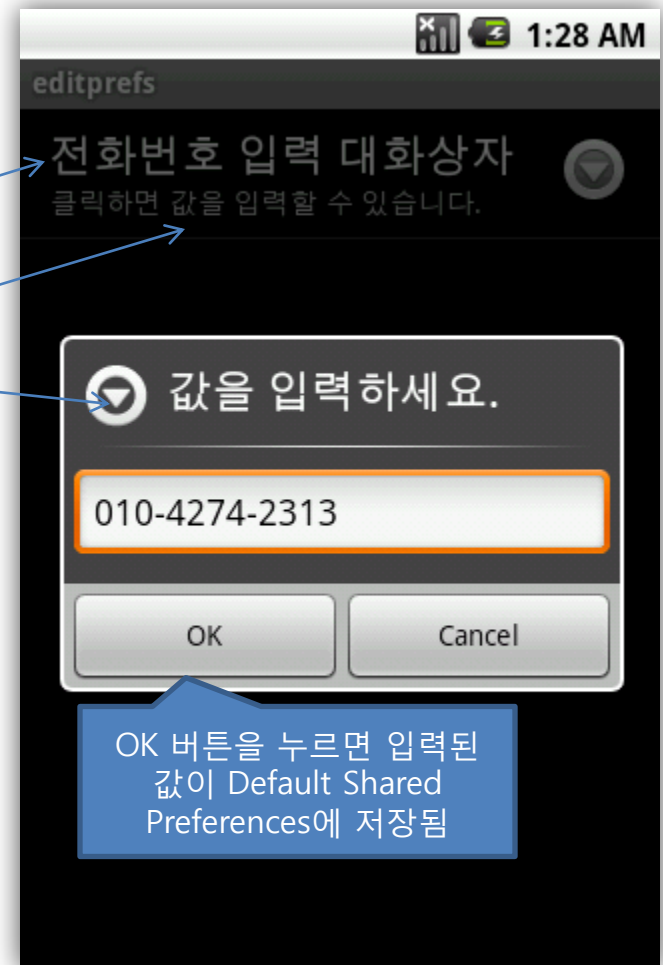 1:28 AM
editprefs
전화번호 입력 대화상자
클릭하면 값을 입력할 수 있습니다.
값을 입력하세요.
010-4274-2313
OK
Cancel
OK 버튼을 누르면 입력된
값이 Default Shared
Preferences에 저장됨